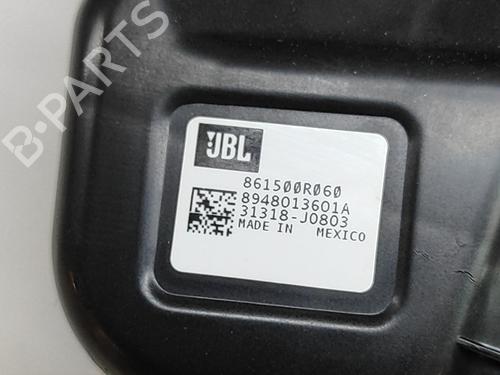 B-PARTS
JBL
861500R060
8948013601A
31318-J0803
MADE IN MEXICO